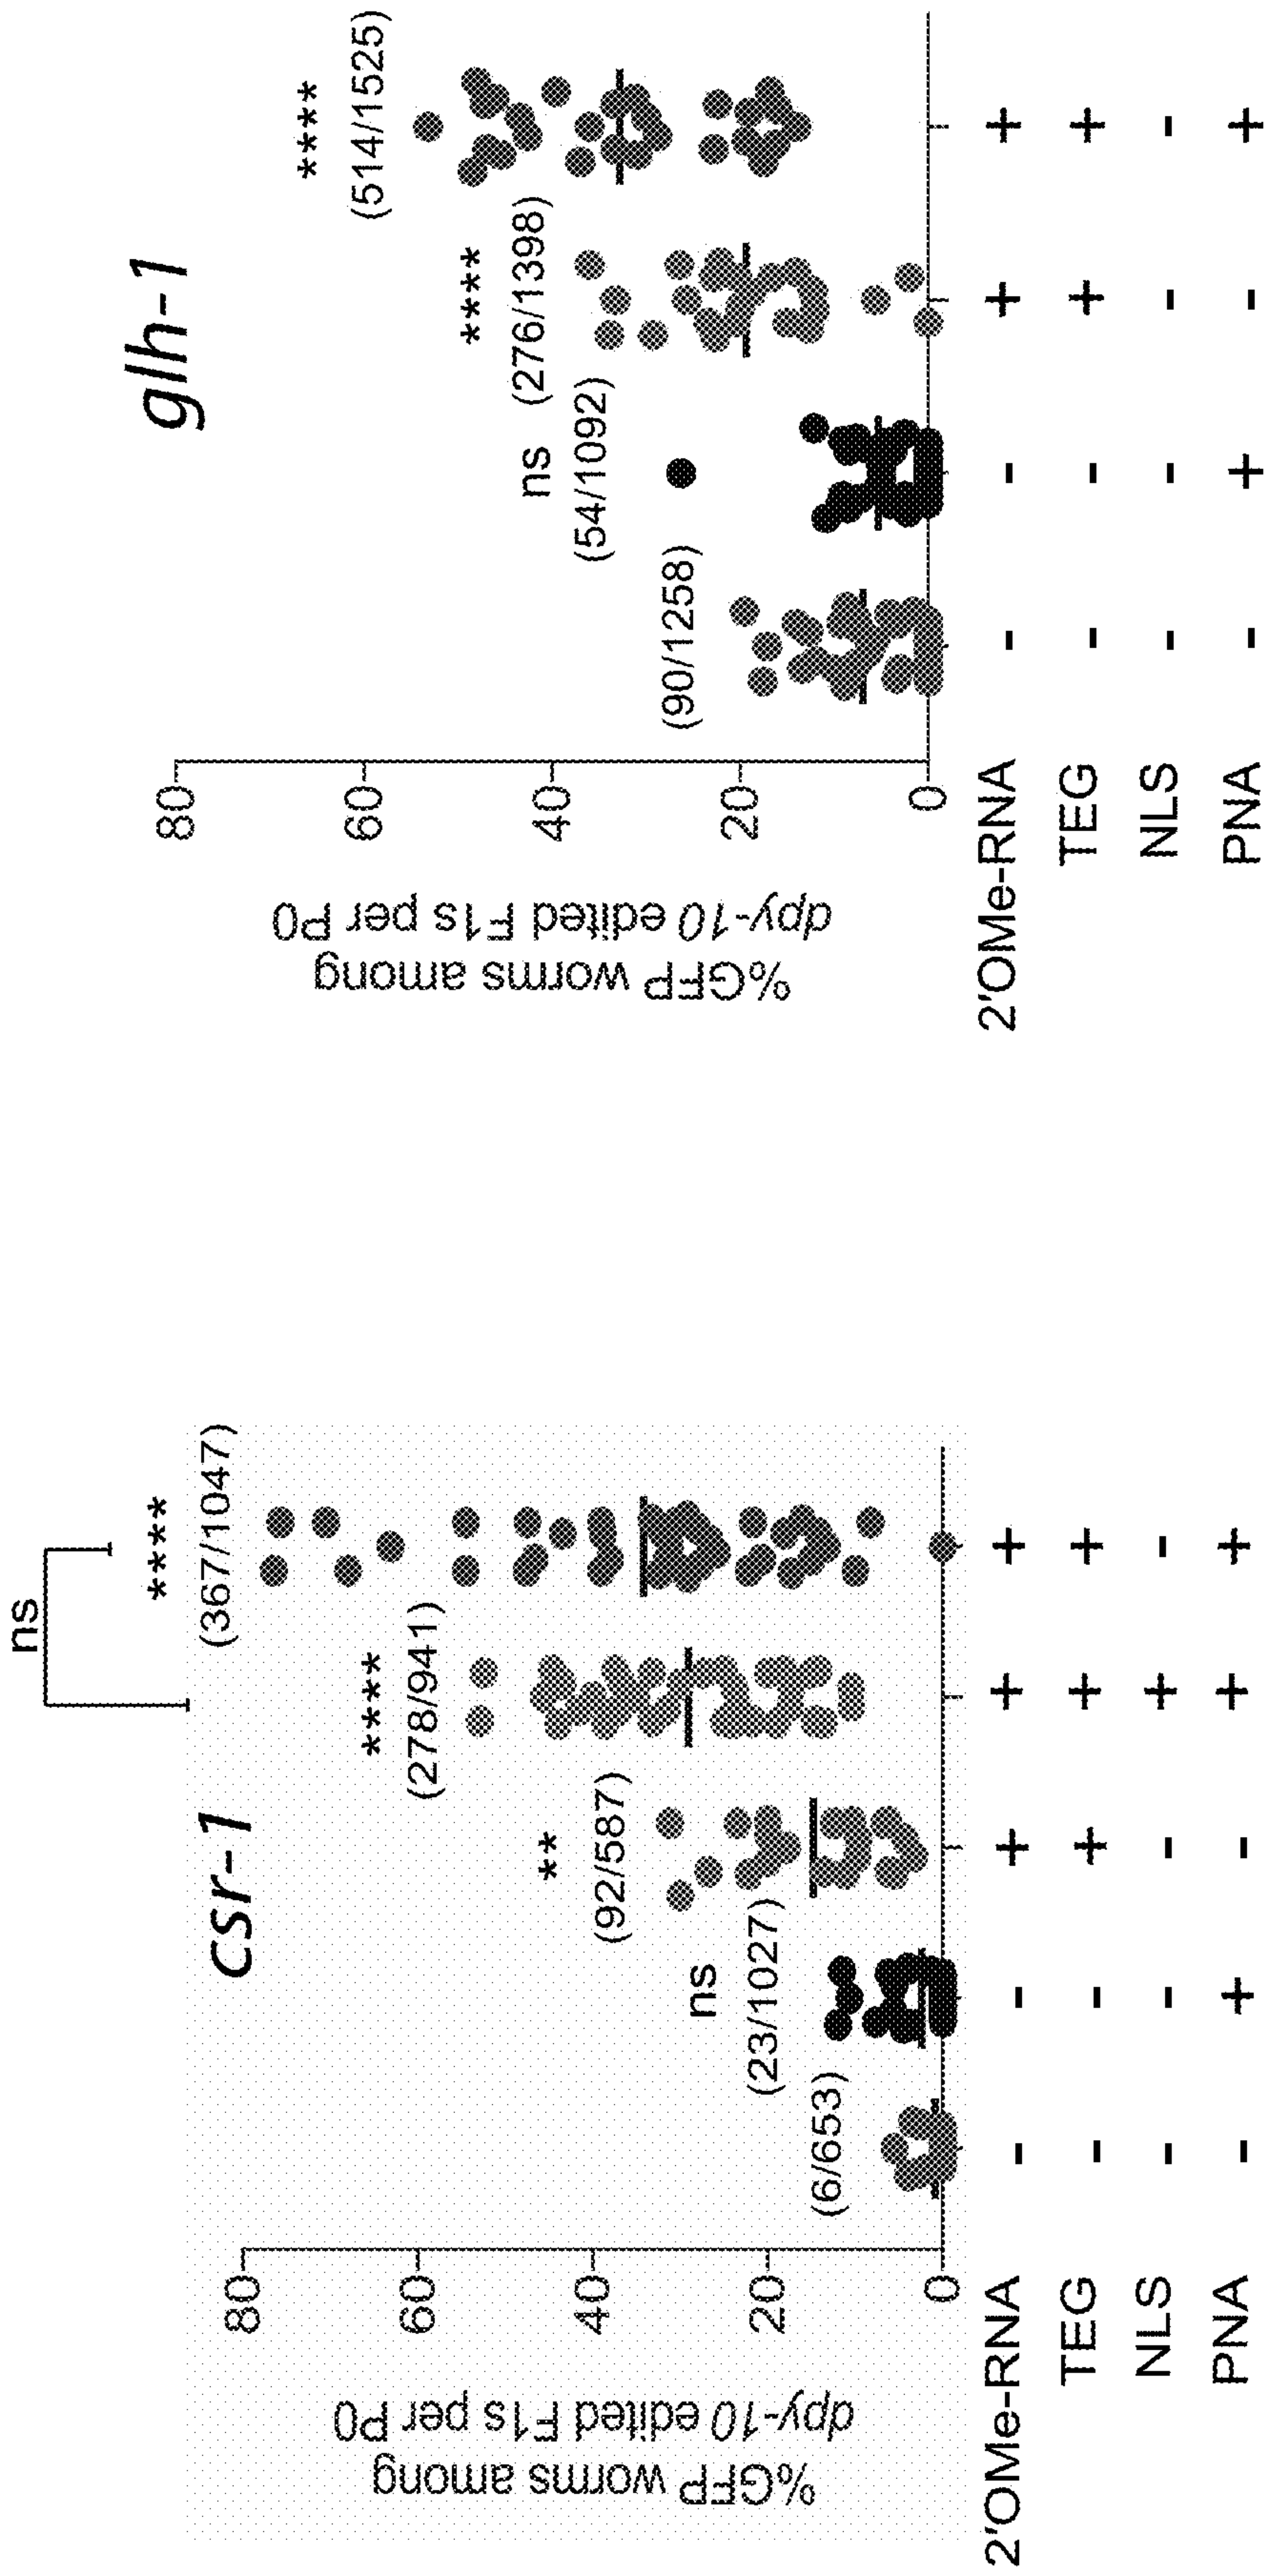 csr-1
ns
****
(367/1047)
****
(278/941)
**
(92/587)
ns
(23/1027)
(6/653)
%GFP worms among
dpy-10 edited F1s per P0
80
60
40
20
0
2'OMe-RNA - - + + +
TEG - - + + +
NLS - - - + -
PNA - + - + +
glh-1
****
(514/1525)
****
(276/1398)
ns
(54/1092)
(90/1258)
%GFP worms among
dpy-10 edited F1s per P0
80
60
40
20
0
2'OMe-RNA - - + +
TEG - - + +
NLS - - - -
PNA - + - +